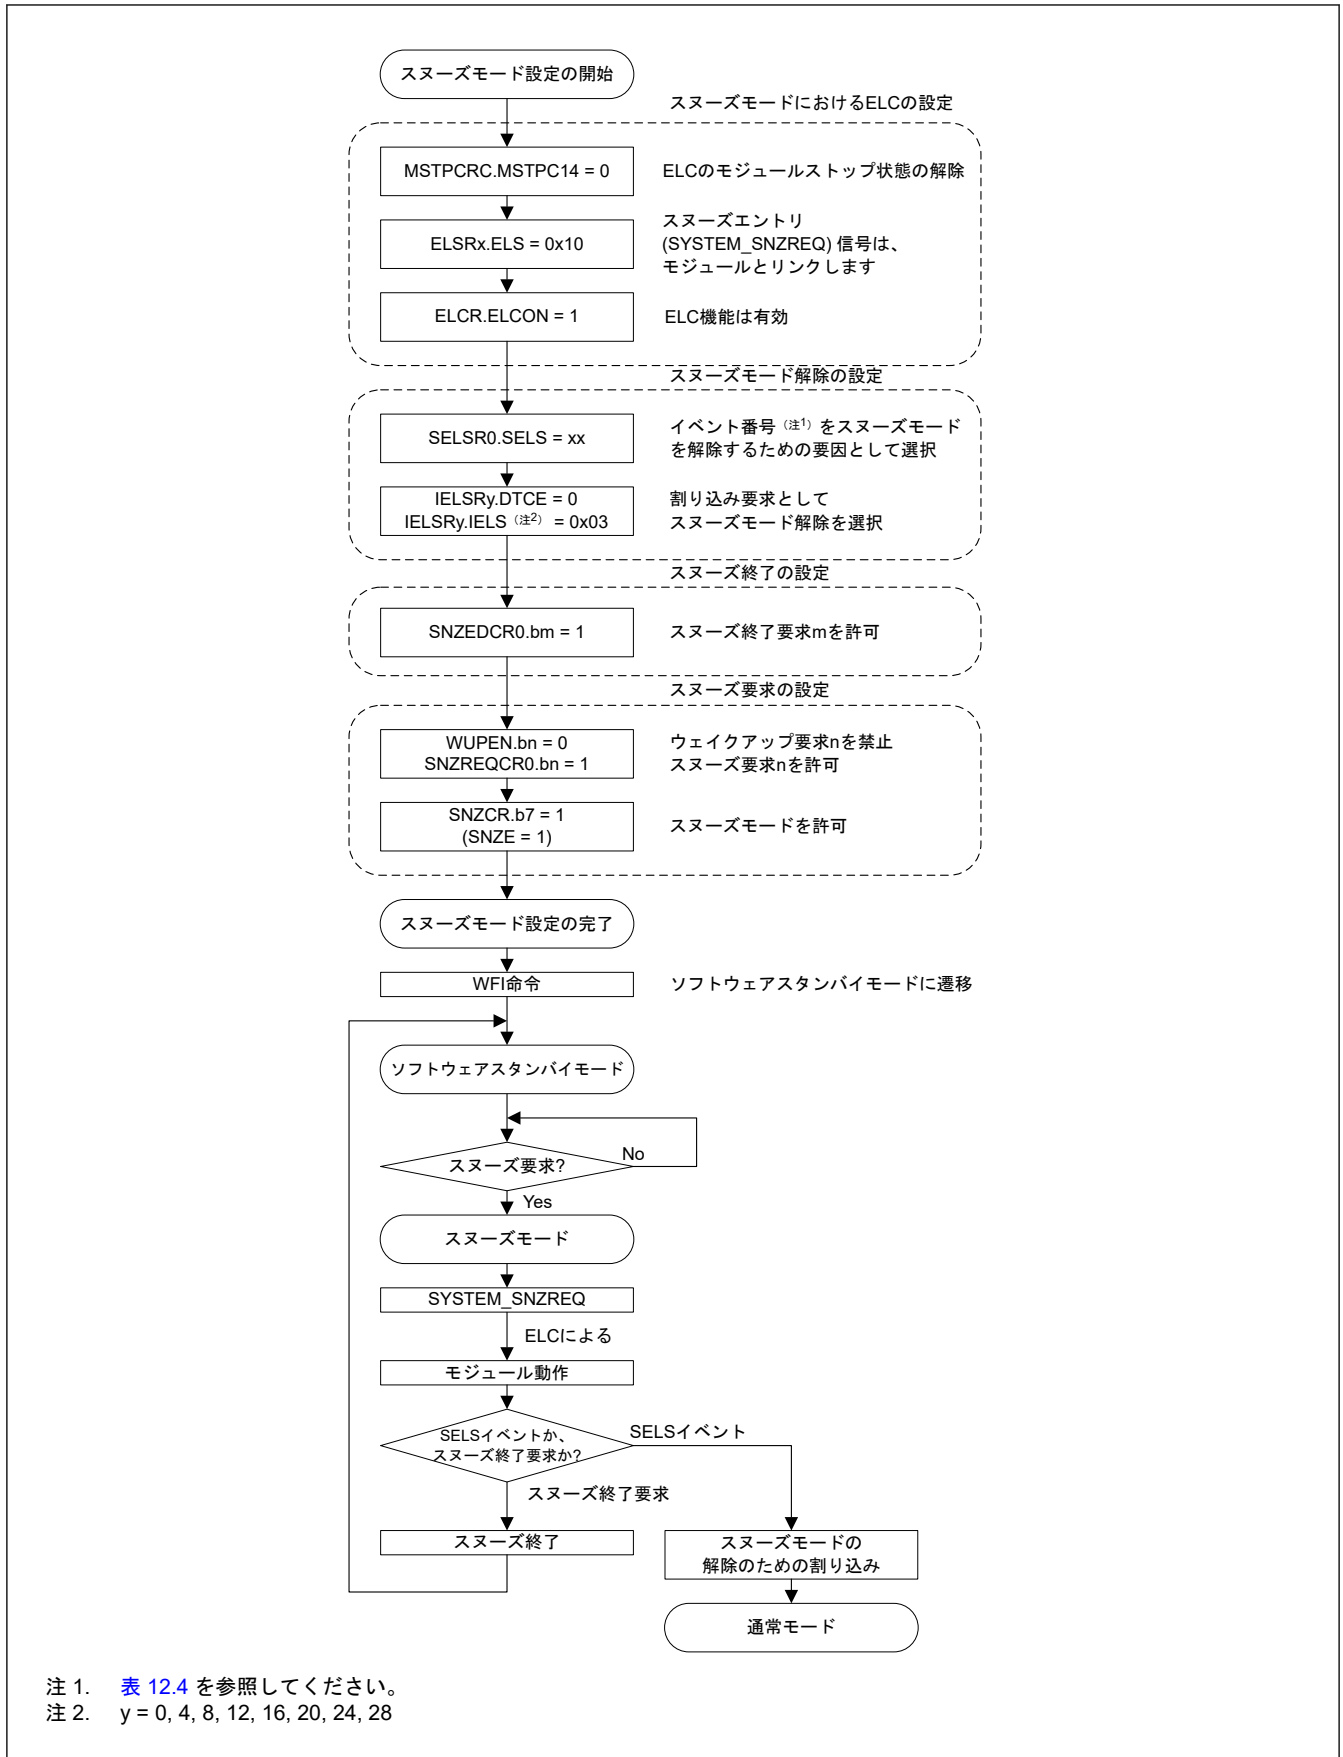 スヌーズモード設定の開始
スヌーズモードにおけるELCの設定
MSTPCRC.MSTPC14 = 0
ELCのモジュールストップ状態の解除
ELSRx.ELS = 0x10
スヌーズエントリ
(SYSTEM_SNZREQ) 信号は、
モジュールとリンクします
ELCR.ELCON = 1
ELC機能は有効
スヌーズモード解除の設定
SELSR0.SELS = xx
イベント番号（注1）をスヌーズモード
を解除するための要因として選択
IELSRy.DTCE = 0
IELSRy.IELS（注2） = 0x03
割り込み要求として
スヌーズモード解除を選択
スヌーズ終了の設定
SNZEDCR0.bm = 1
スヌーズ終了要求mを許可
スヌーズ要求の設定
WUPEN.bn = 0
SNZREQCR0.bn = 1
ウェイクアップ要求nを禁止
スヌーズ要求nを許可
SNZCR.b7 = 1
(SNZE = 1)
スヌーズモードを許可
スヌーズモード設定の完了
WFI命令
ソフトウェアスタンバイモードに遷移
ソフトウェアスタンバイモード
スヌーズ要求?
No
Yes
スヌーズモード
SYSTEM_SNZREQ
ELCによる
モジュール動作
SELSイベントか、
スヌーズ終了要求か?
SELSイベント
スヌーズ終了要求
スヌーズ終了
スヌーズモードの
解除のための割り込み
通常モード
注 1. 表 12.4 を参照してください。
注 2. y = 0, 4, 8, 12, 16, 20, 24, 28